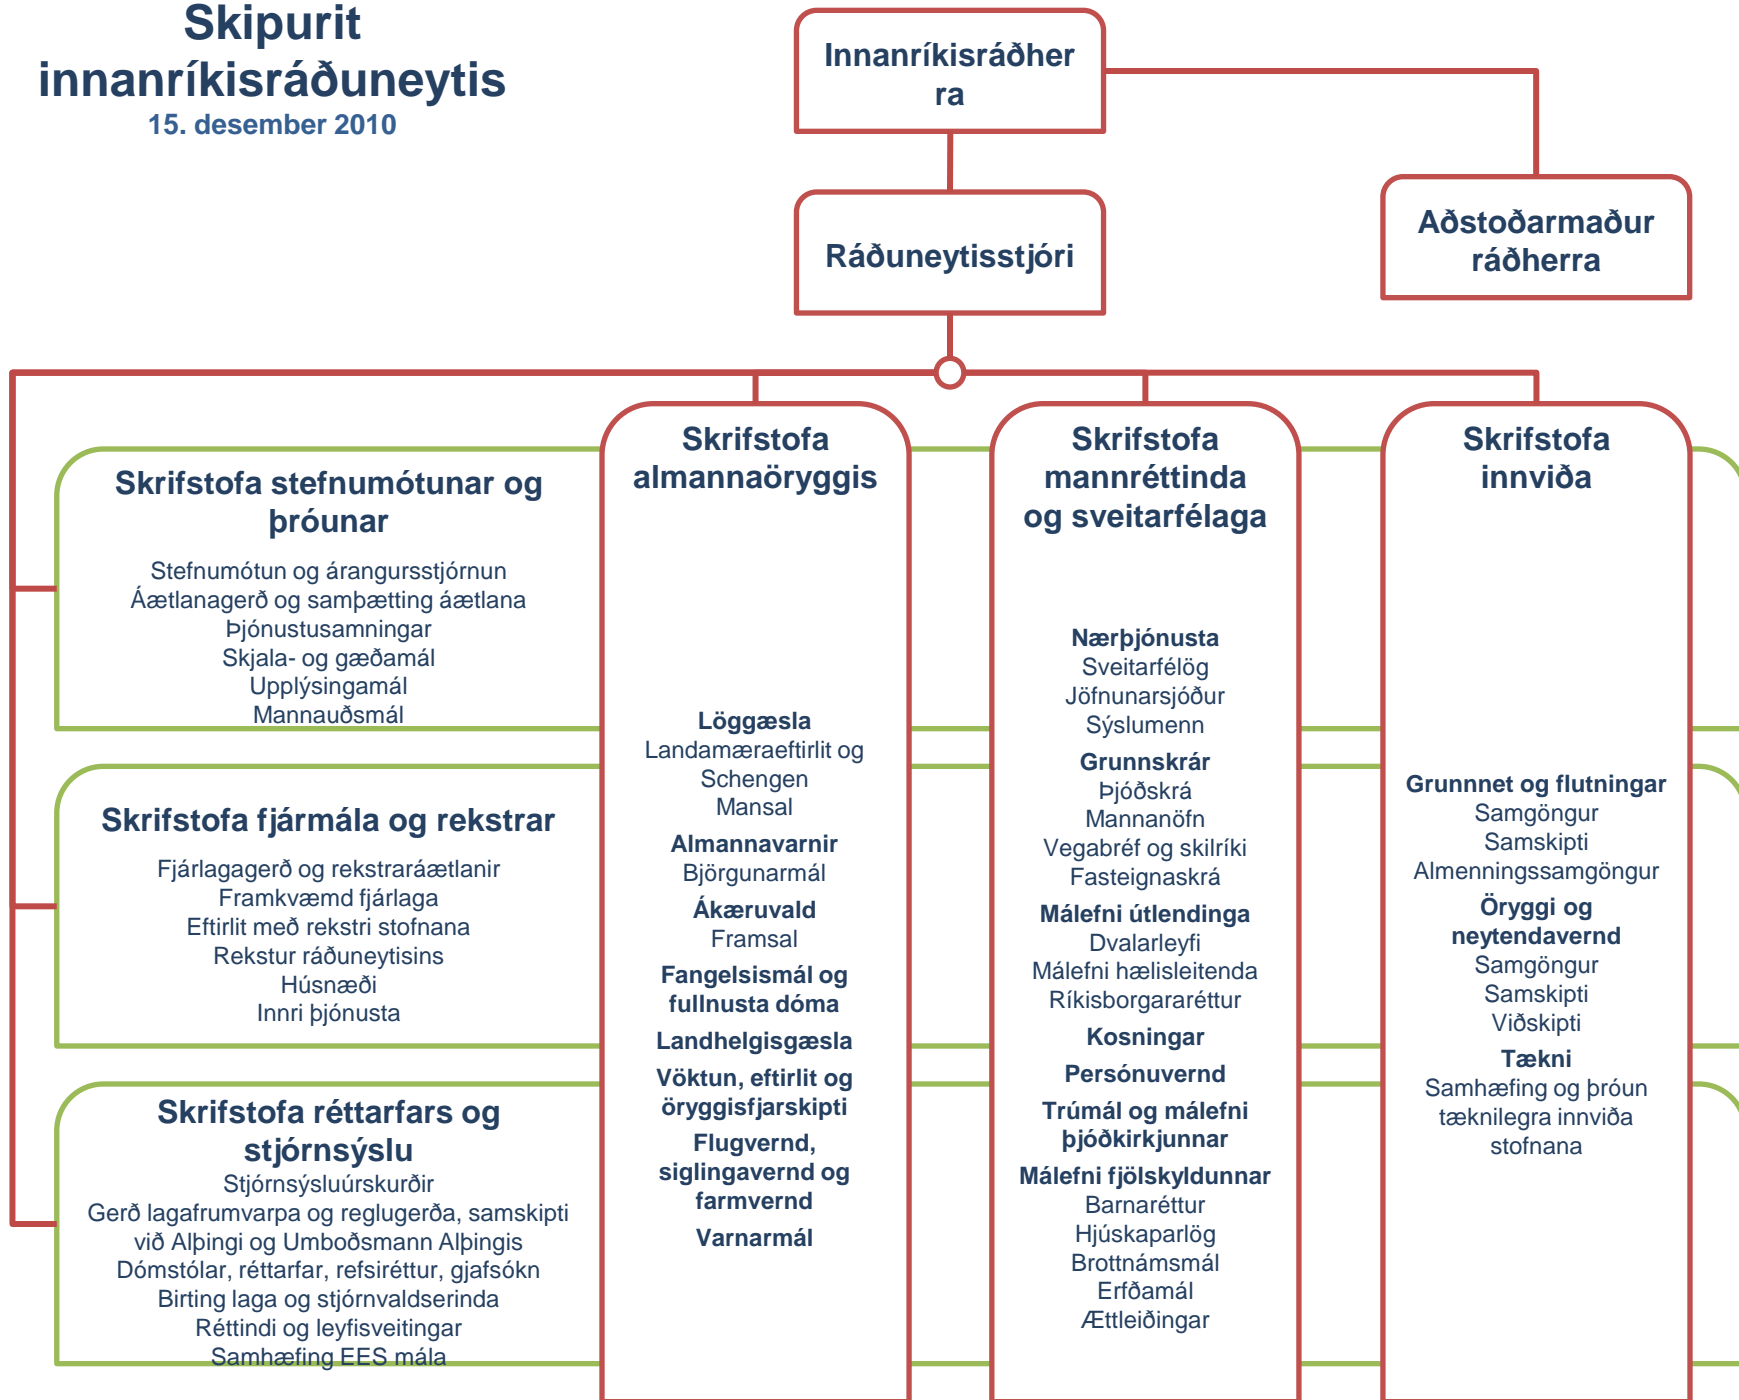 Skipurit
innanríkisráðuneytis
15. desember 2010
Innanríkisráðher
ra
Ráðuneytisstjóri
Aðstoðarmaður
ráðherra
Skrifstofa stefnumótunar og
þróunar
Stefnumótun og árangursstjórnun
Áætlanagerð og samþætting áætlana
Þjónustusamningar
Skjala- og gæðamál
Upplýsingamál
Mannauðsmál
Skrifstofa fjármála og rekstrar
Fjárlagagerð og rekstraráætlanir
Framkvæmd fjárlaga
Eftirlit með rekstri stofnana
Rekstur ráðuneytisins
Húsnæði
Innri þjónusta
Skrifstofa réttarfars og
stjórnsýslu
Stjórnsýsluúrskurðir
Gerð lagafrumvarpa og reglugerða, samskipti
við Alþingi og Umboðsmann Alþingis
Dómstólar, réttarfar, refsiréttur, gjafsókn
Birting laga og stjórnvaldserinda
Réttindi og leyfisveitingar
Samhæfing EES mála
Skrifstofa
almannaöryggis
Löggæsla
Landamæraeftirlit og
Schengen
Mansal
Almannavarnir
Björgunarmál
Ákæruvald
Framsal
Fangelsismál og
fullnusta dóma
Landhelgisgæsla
Vöktun, eftirlit og
öryggisfjarskipti
Flugvernd,
siglingavernd og
farmvernd
Varnarmál
Skrifstofa
mannréttinda
og sveitarfélaga
Nærþjónusta
Sveitarfélög
Jöfnunarsjóður
Sýslumenn
Grunnskrár
Þjóðskrá
Mannanöfn
Vegabréf og skilríki
Fasteignaskrá
Málefni útlendinga
Dvalarleyfi
Málefni hælisleitenda
Ríkisborgararéttur
Kosningar
Persónuvernd
Trúmál og málefni
þjóðkirkjunnar
Málefni fjölskyldunnar
Barnaréttur
Hjúskaparlög
Brottnámsmál
Erfðamál
Ættleiðingar
Skrifstofa
innviða
Grunnnet og flutningar
Samgöngur
Samskipti
Almenningssamgöngur
Öryggi og
neytendavernd
Samgöngur
Samskipti
Viðskipti
Tækni
Samhæfing og þróun
tæknilegra innviða
stofnana